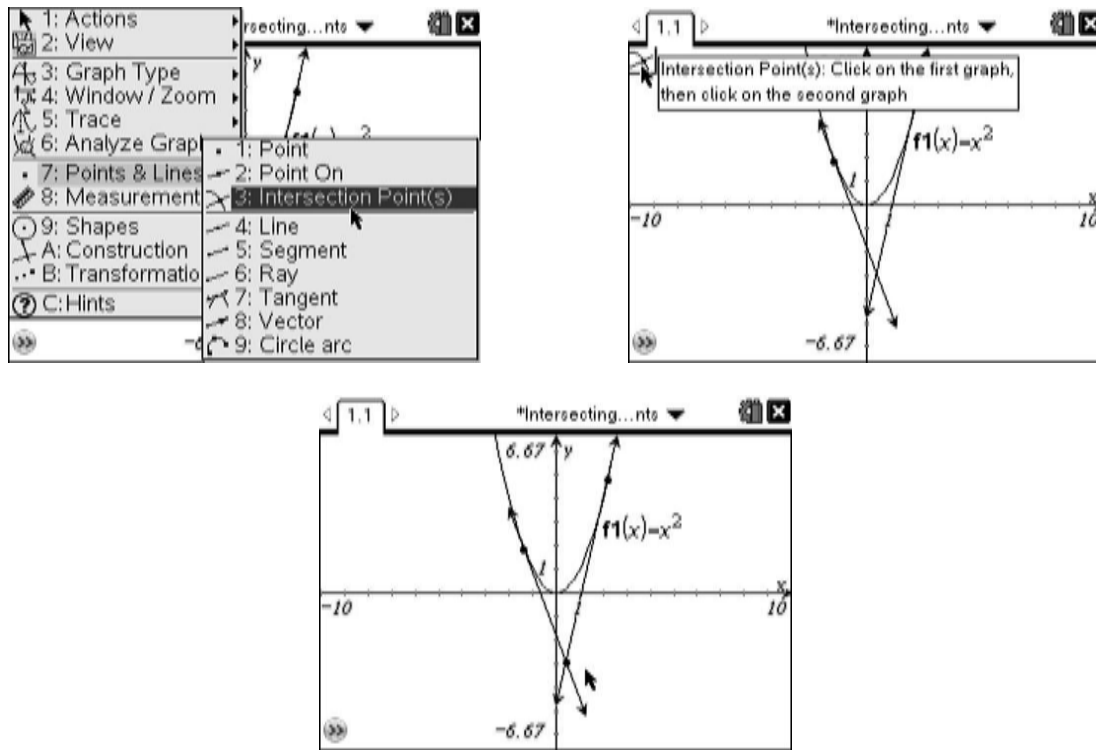 1: Actions
2: View
3: Graph Type
4: Window / Zoom
5: Trace
6: Analyze Grap
7: Points & Lines
8: Measurement
9: Shapes
A: Construction
B: Transformatio
C: Hints
rsecting...nts
y
2
1: Point
2: Point On
3: Intersection Point(s)
4: Line
5: Segment
6: Ray
7: Tangent
8: Vector
9: Circle arc
1.1
*Intersecting...nts
Intersection Point(s): Click on the first graph,
then click on the second graph
f1(x)=x²
1
x
-10
10
-6.67
1.1
*Intersecting...nts
6.67
y
f1(x)=x²
1
x
-10
10
-6.67